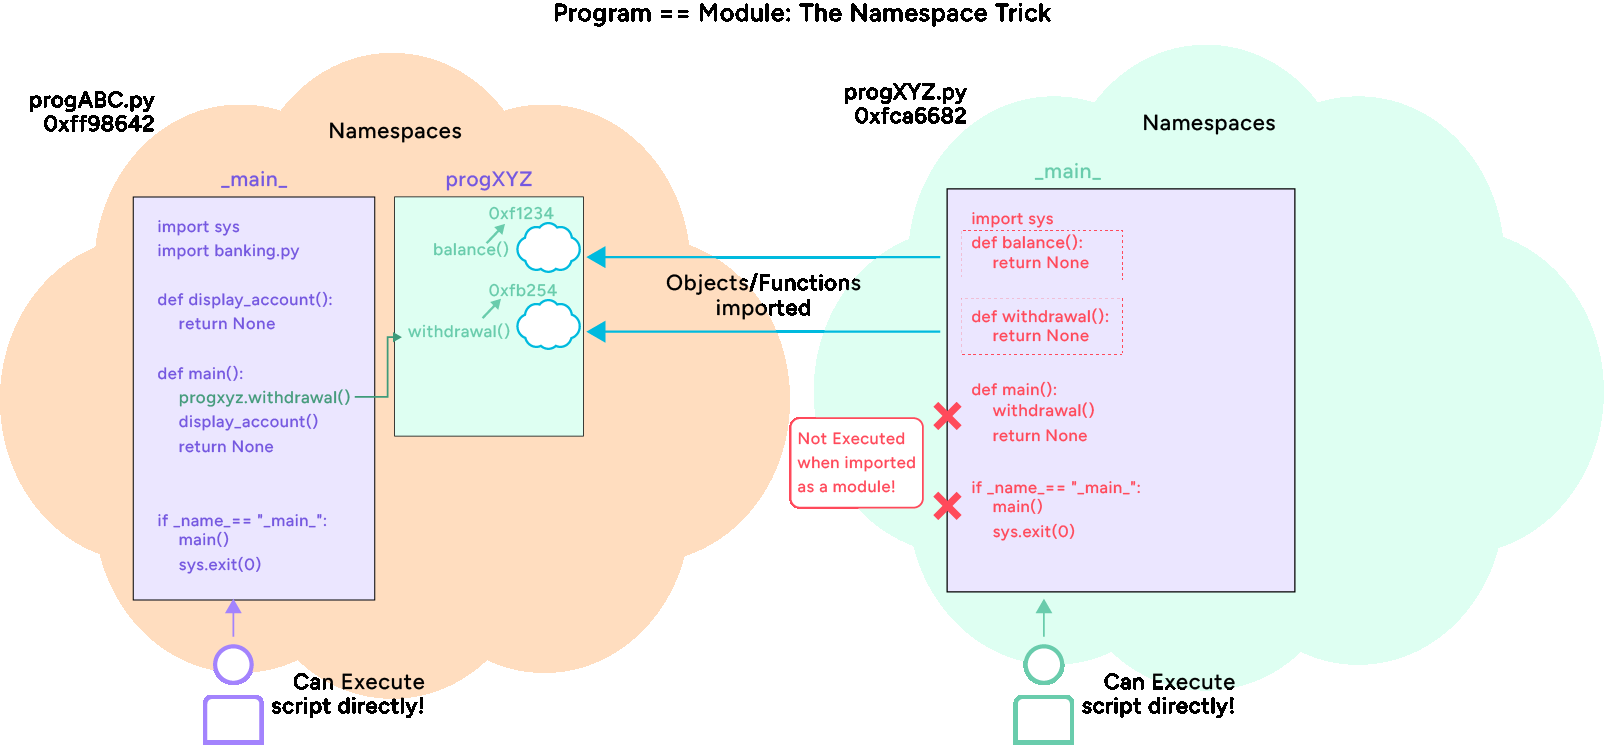 Program == Module: The Namespace Trick
progABC.py
0xff98642
Namespaces
_main_
import sys
import banking.py
def display_account():
return None
def main():
progxyz.withdrawal()
display_account()
return None
if _name_== "_main_":
main()
sys.exit(0)
progXYZ
0xf1234
balance()
0xfb254
withdrawal()
Can Execute
script directly!
Objects/Functions
imported
progXYZ.py
0xfca6682
Namespaces
_main_
import sys
def balance():
return None
def withdrawal():
return None
def main():
withdrawal()
return None
if _name_== "_main_":
main()
sys.exit(0)
Not Executed
when imported
as a module!
Can Execute
script directly!